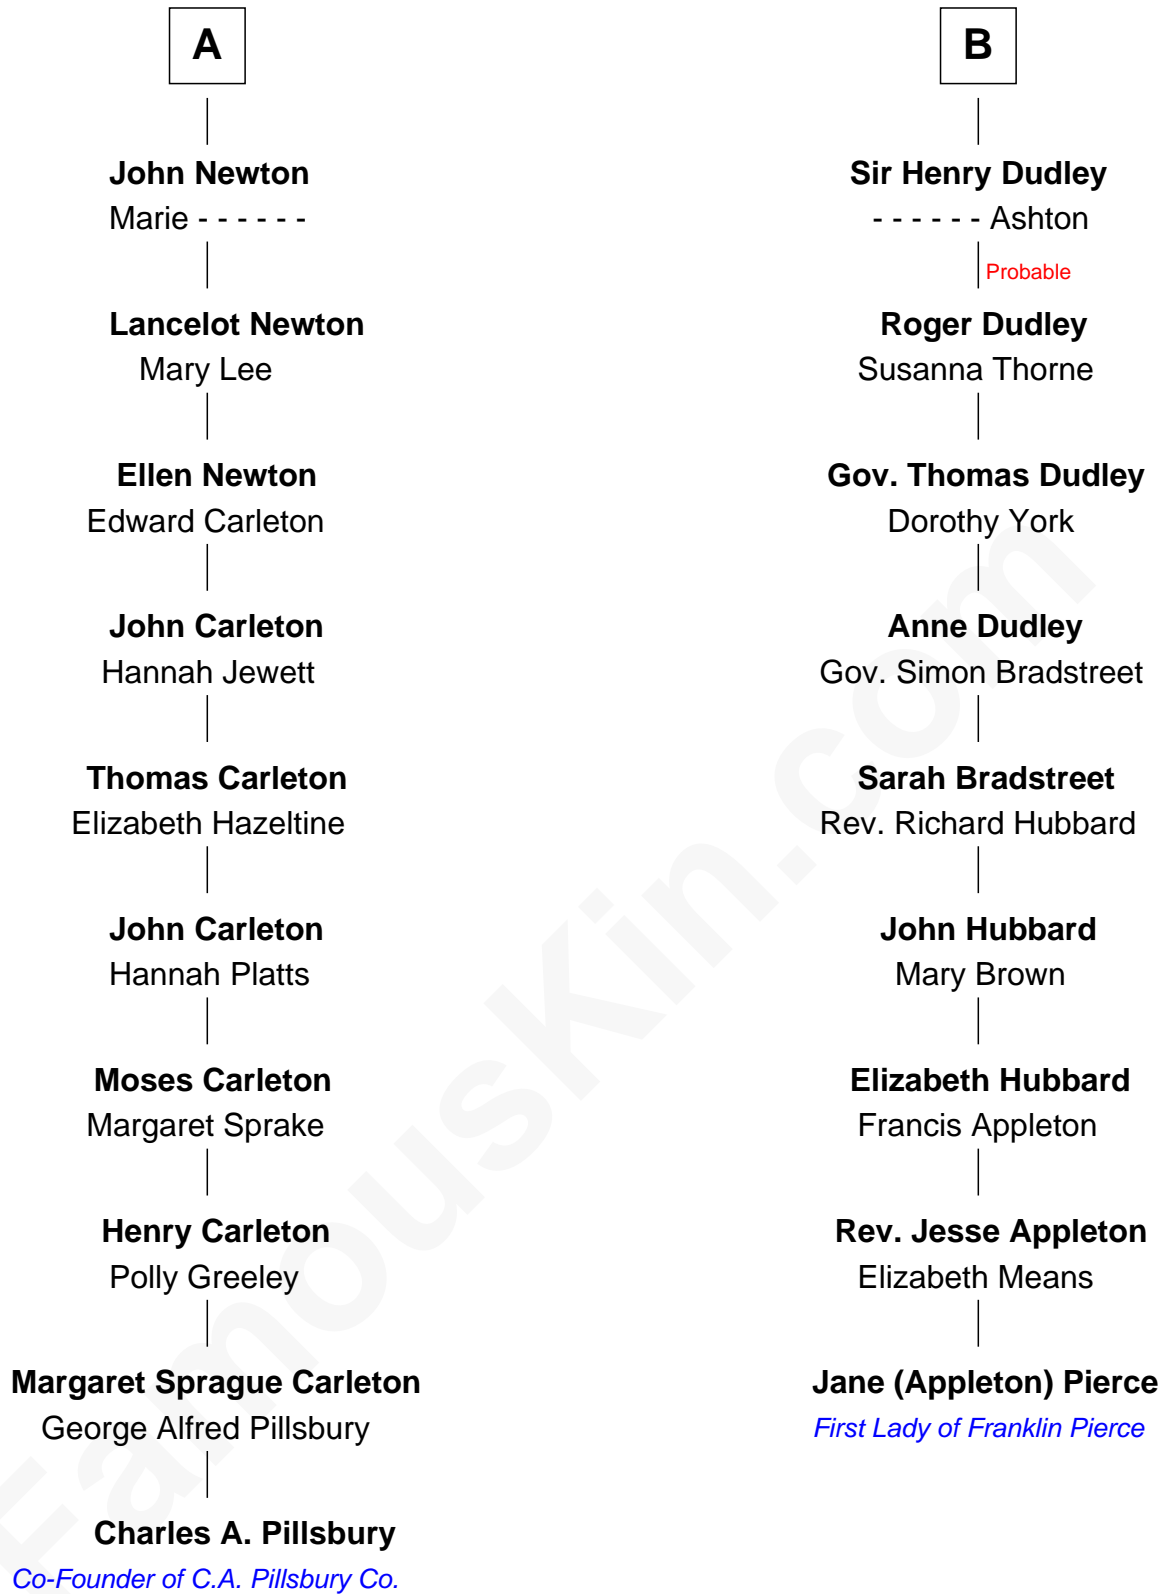 A
John Newton
Marie - - - - - -
Lancelot Newton
Mary Lee
Ellen Newton
Edward Carleton
John Carleton
Hannah Jewett
Thomas Carleton
Elizabeth Hazeltine
John Carleton
Hannah Platts
Moses Carleton
Margaret Sprake
Henry Carleton
Polly Greeley
Margaret Sprague Carleton
George Alfred Pillsbury
Charles A. Pillsbury
Co-Founder of C.A. Pillsbury Co.
B
Sir Henry Dudley
- - - - - - Ashton
Probable
Roger Dudley
Susanna Thorne
Gov. Thomas Dudley
Dorothy York
Anne Dudley
Gov. Simon Bradstreet
Sarah Bradstreet
Rev. Richard Hubbard
John Hubbard
Mary Brown
Elizabeth Hubbard
Francis Appleton
Rev. Jesse Appleton
Elizabeth Means
Jane (Appleton) Pierce
First Lady of Franklin Pierce
FamousKin.com